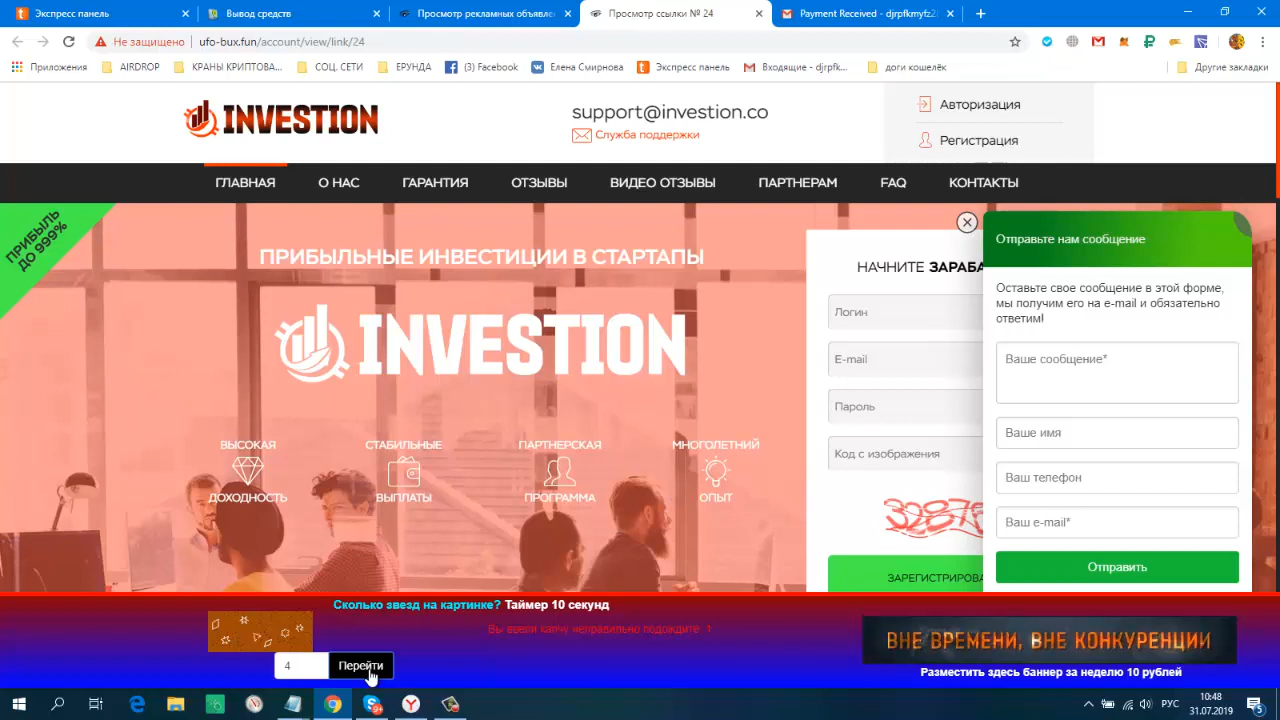 Экспресс панель
Вывод средств
Просмотр рекламных объявле
Просмотр ссылки № 24
Payment Received - djrpfkmyfz2
Не защищено
ufo-bux.fun/account/view/link/24
Приложения
AIRDROP
КРАНЫ КРИПТОВА...
СОЦ. СЕТИ
ЕРУНДА
(3) Facebook
Елена Смирнова
Экспресс панель
Входящие - djrpfk...
доги кошелёк
Другие закладки
INVESTION
support@investion.co
Служба поддержки
Авторизация
Регистрация
ГЛАВНАЯ
О НАС
ГАРАНТИЯ
ОТЗЫВЫ
ВИДЕО ОТЗЫВЫ
ПАРТНЕРАМ
FAQ
КОНТАКТЫ
ПРИБЫЛЬ
ДО 999%
ПРИБЫЛЬНЫЕ ИНВЕСТИЦИИ В СТАРТАПЫ
INVESTION
ВЫСОКАЯ
ДОХОДНОСТЬ
СТАБИЛЬНЫЕ
ВЫПЛАТЫ
ПАРТНЕРСКАЯ
ПРОГРАММА
МНОГОЛЕТНИЙ
ОПЫТ
НАЧНИТЕ ЗАРАБА
Логин
E-mail
Пароль
Код с изображения
ЗАРЕГИСТРИРОВА
Отправьте нам сообщение
Оставьте свое сообщение в этой форме,
мы получим его на e-mail и обязательно
ответим!
Ваше сообщение*
Ваше имя
Ваш телефон
Ваш e-mail*
Отправить
Сколько звезд на картинке? Таймер 10 секунд
Вы ввели капчу неправильно подождите 1
4
Перейти
ВНЕ ВРЕМЕНИ, ВНЕ КОНКУРЕНЦИИ
Разместить здесь баннер за неделю 10 рублей
9+
РУС
10:48
31.07.2019
5